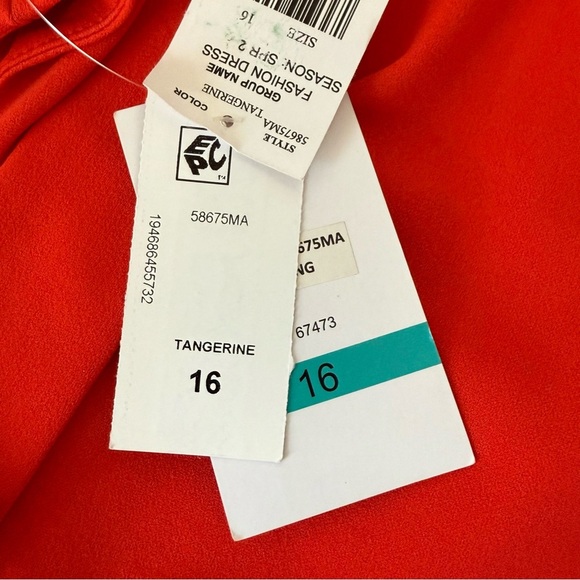 SIZE 16
SEASON: SPR 2
FASHION DRESS
GROUP NAME
COLOR
58675MA TANGERINE
STYLE
EPC
58675MA
194686455732
TANGERINE
16
675MA
NG
67473
16